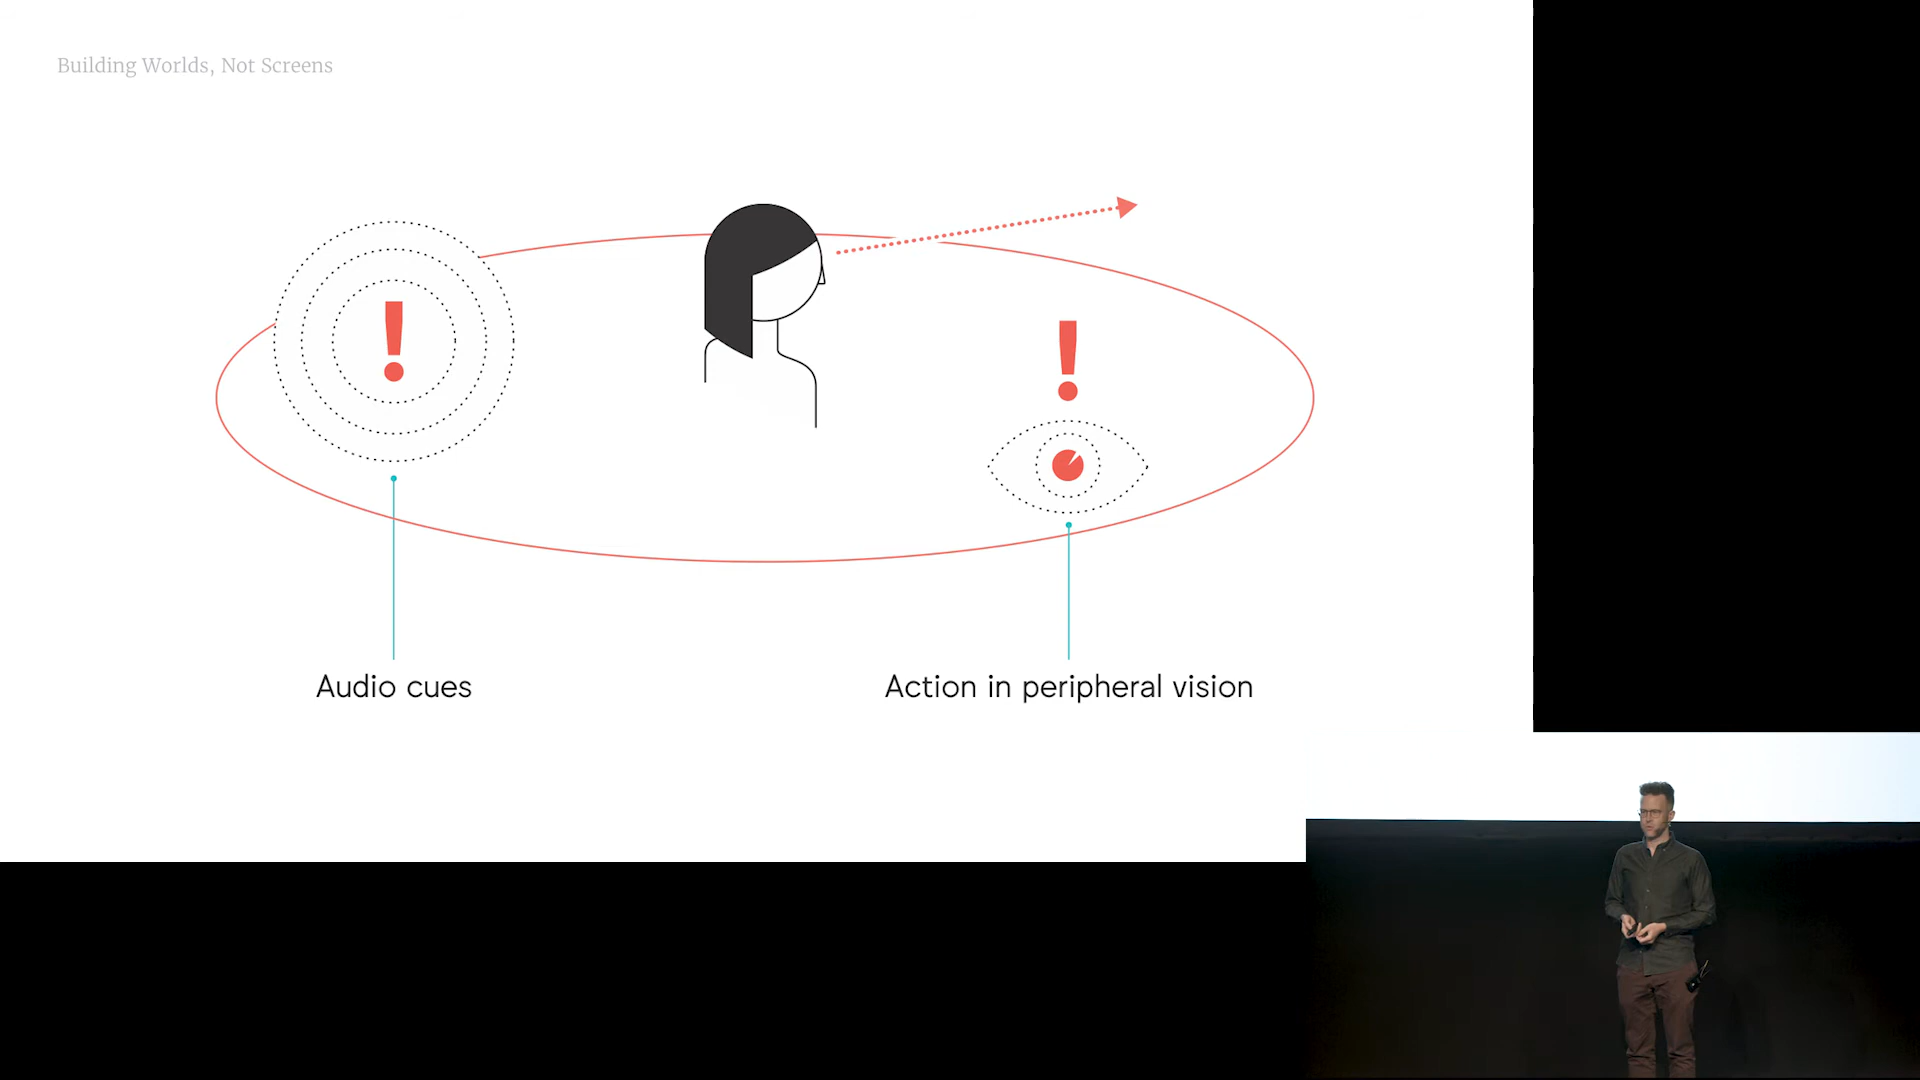 Building Worlds, Not Screens
Audio cues
Action in peripheral vision